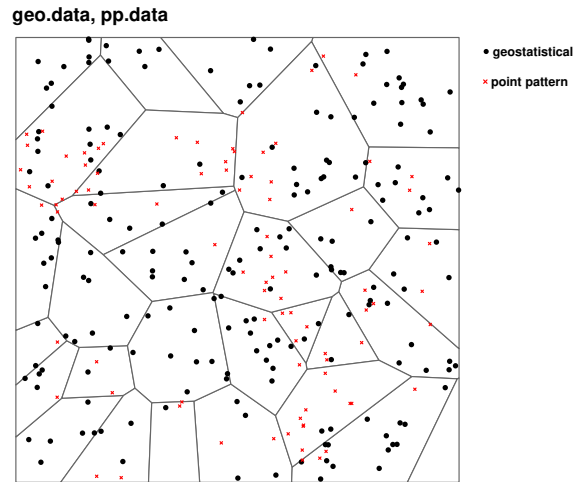 geo.data, pp.data
geostatistical
point pattern